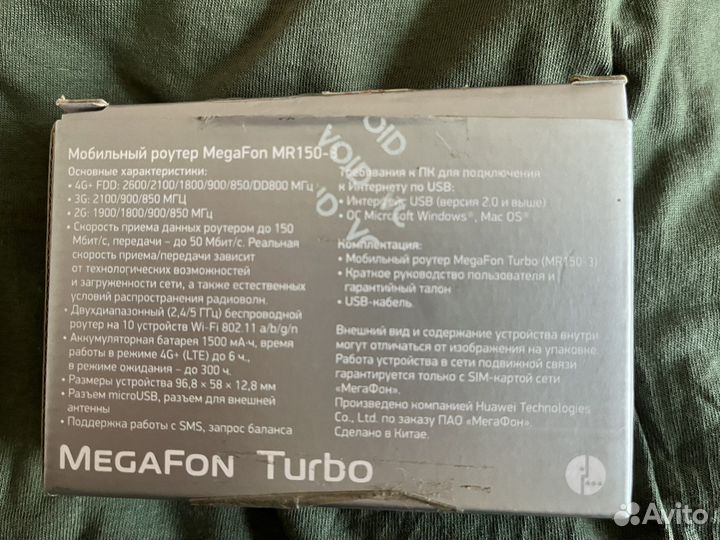 Мобильный роутер MegaFon MR150-3
Основные характеристики:
• 4G+ FDD: 2600/2100/1800/900/850/DD800 МГц
• 3G: 2100/900/850 МГЦ
• 2G: 1900/1800/900/850 МГц
• Скорость приема данных роутером до 150
Мбит/с, передачи – до 50 Мбит/с. Реальная
скорость приема/передачи зависит
от технологических возможностей
и загруженности сети, а также естественных
условий распространения радиоволн.
• Двухдиапазонный (2,4/5 ГГц) беспроводной
роутер на 10 устройств Wi-Fi 802.11 a/b/g/n
• Аккумуляторная батарея 1500 мА·ч, время
работы в режиме 4G+ (LTE) до 6 ч.,
в режиме ожидания – до 300 ч.
• Размеры устройства 96,8 × 58 × 12,8 мм
• Разъем microUSB, разъем для внешней
антенны
• Поддержка работы с SMS, запрос баланса
Требования к ПК для подключения
к Интернету по USB:
• Интерфейс USB (версия 2.0 и выше)
• ОС Microsoft Windows®, Mac OS®
Комплектация:
• Мобильный роутер MegaFon Turbo (MR150-3)
• Краткое руководство пользователя и
гарантийный талон
• USB-кабель.
Внешний вид и содержание устройства внутри
могут отличаться от изображения на упаковке.
Работа устройства в сети подвижной связи
гарантируется только с SIM-картой сети
«МегаФон».
Произведено компанией Huawei Technologies
Co., Ltd. по заказу ПАО «МегаФон».
Сделано в Китае.
VOID
VOID
MEGAFON Turbo
Avito